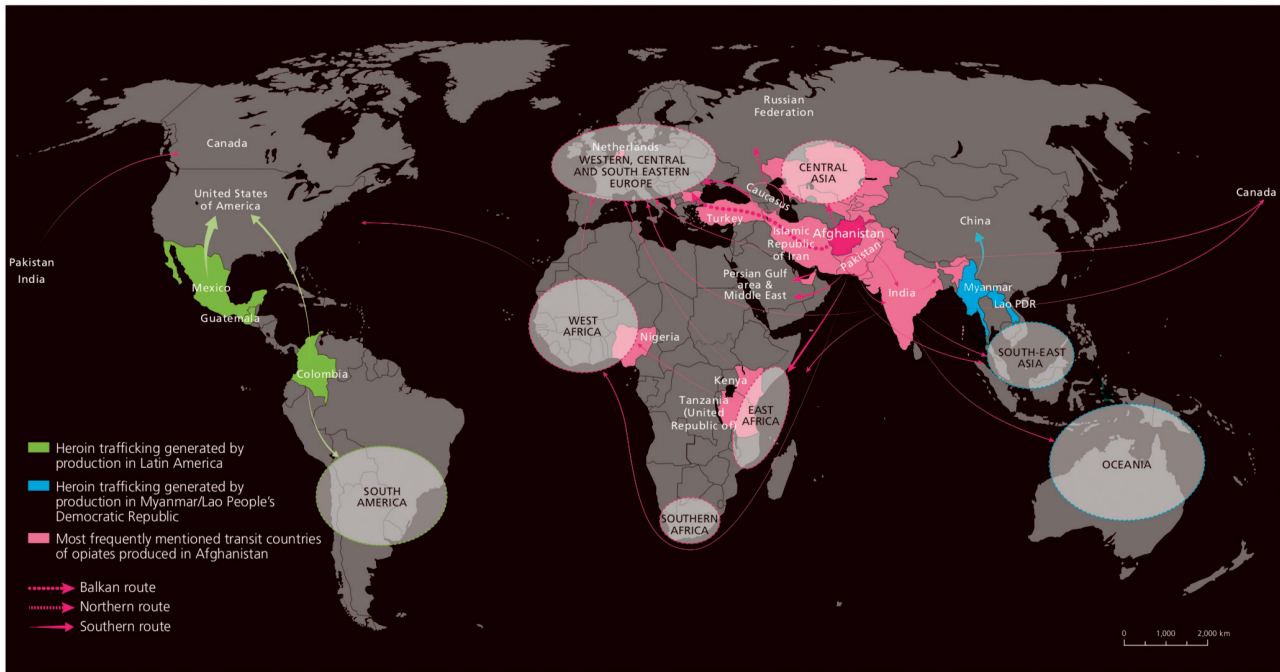 Russian
Federation
Canada
Netherlands
WESTERN, CENTRAL
AND SOUTH EASTERN
EUROPE
CENTRAL
ASIA
United States
of America
Caucasus
Canada
Turkey
China
Afghanistan
Islamic
Republic
of Iran
Pakistan
Pakistan
India
Persian Gulf
area &
Middle East
Mexico
India
Myanmar
Lao PDR
Guatemala
WEST
AFRICA
Nigeria
SOUTH-EAST
ASIA
Colombia
Kenya
Tanzania
(United
Republic of)
EAST
AFRICA
OCEANIA
SOUTH
AMERICA
SOUTHERN
AFRICA
Heroin trafficking generated by
production in Latin America
Heroin trafficking generated by
production in Myanmar/Lao People's
Democratic Republic
Most frequently mentioned transit countries
of opiates produced in Afghanistan
Balkan route
Northern route
Southern route
0 1,000 2,000 km